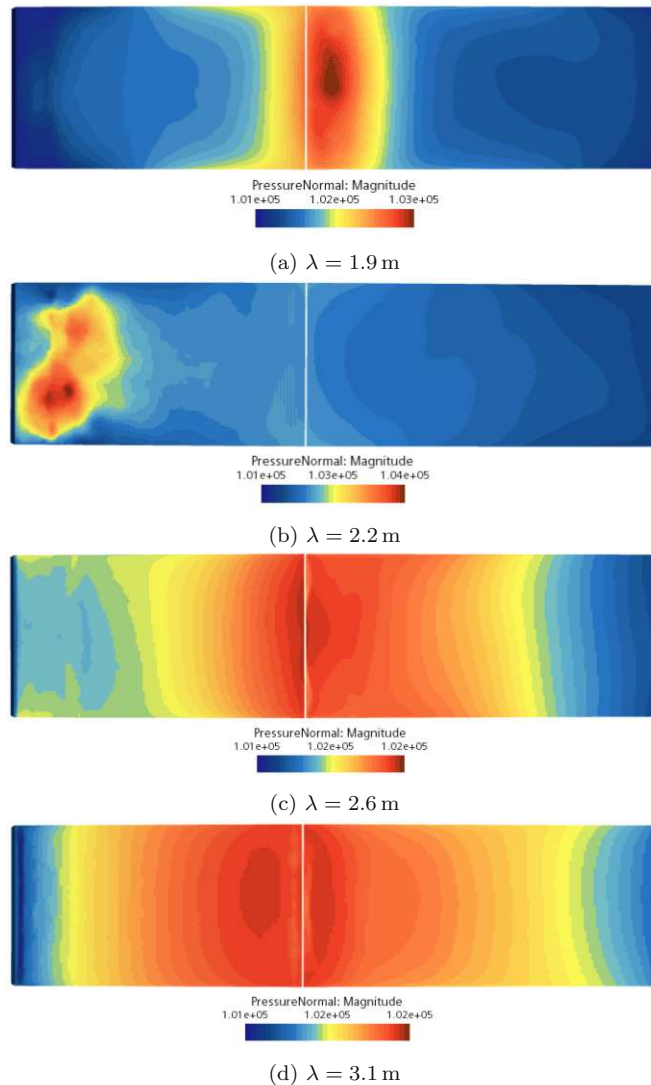 PressureNormal: Magnitude
1.01e+05 1.02e+05 1.03e+05
(a) λ = 1.9 m
PressureNormal: Magnitude
1.01e+05 1.03e+05 1.04e+05
(b) λ = 2.2 m
PressureNormal: Magnitude
1.01e+05 1.02e+05 1.02e+05
(c) λ = 2.6 m
PressureNormal: Magnitude
1.01e+05 1.02e+05 1.02e+05
(d) λ = 3.1 m